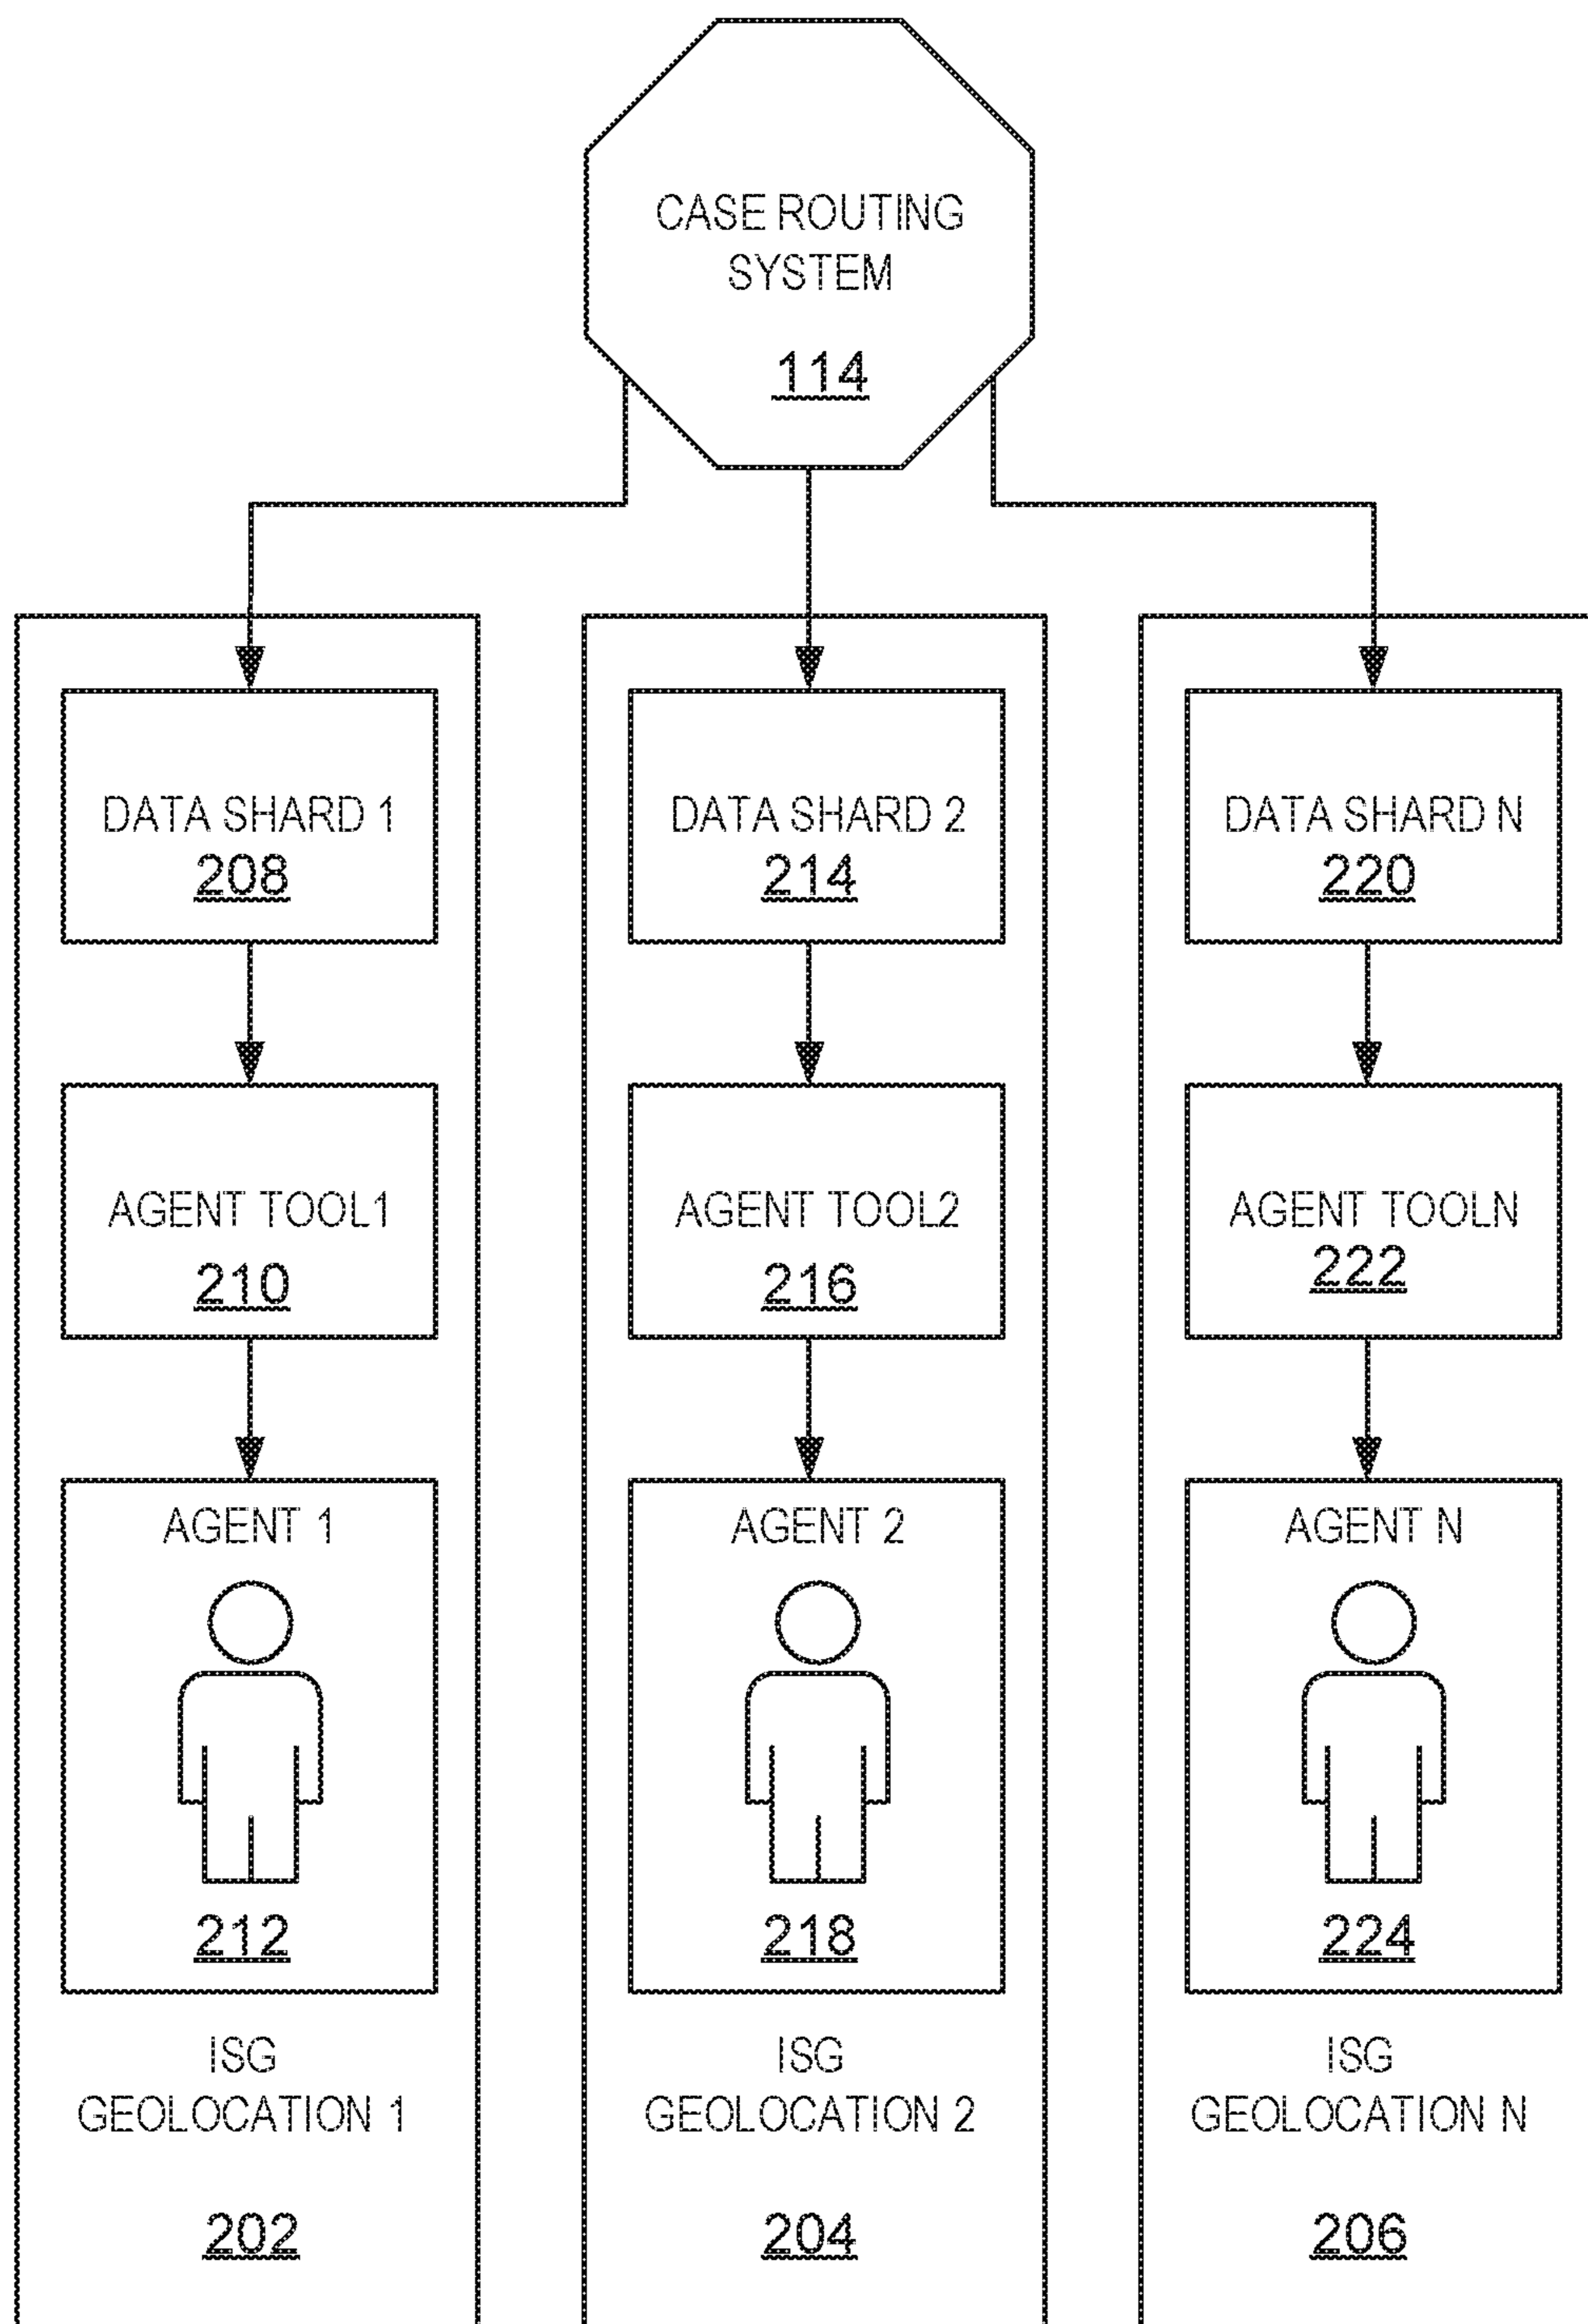 CASE ROUTING
SYSTEM
114
DATA SHARD 1
208
DATA SHARD 2
214
DATA SHARD N
220
AGENT TOOL1
210
AGENT TOOL2
216
AGENT TOOLN
222
AGENT 1
212
AGENT 2
218
AGENT N
224
ISG
GEOLOCATION 1
202
ISG
GEOLOCATION 2
204
ISG
GEOLOCATION N
206